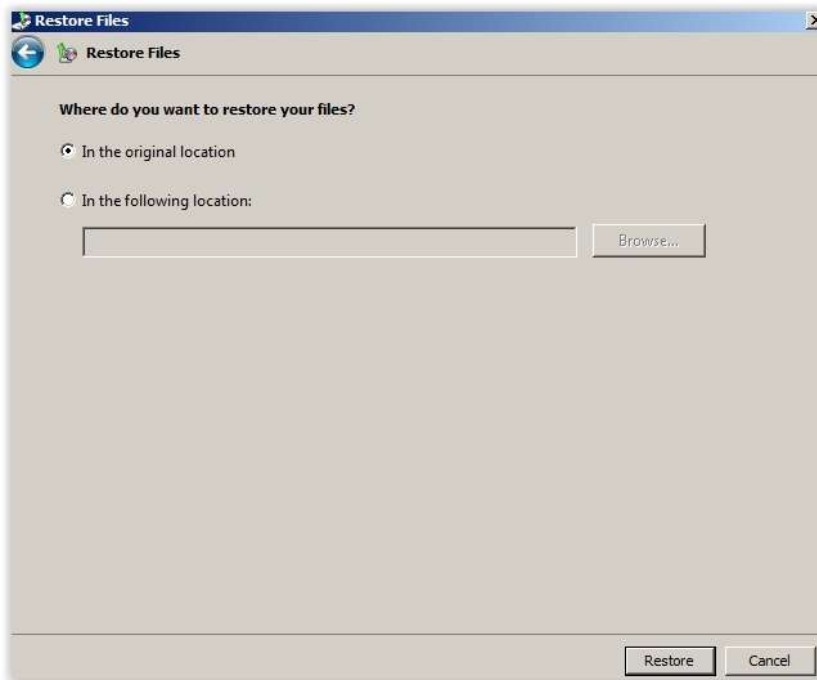 Restore Files
Restore Files
Where do you want to restore your files?
In the original location
In the following location:
Browse...
Restore
Cancel